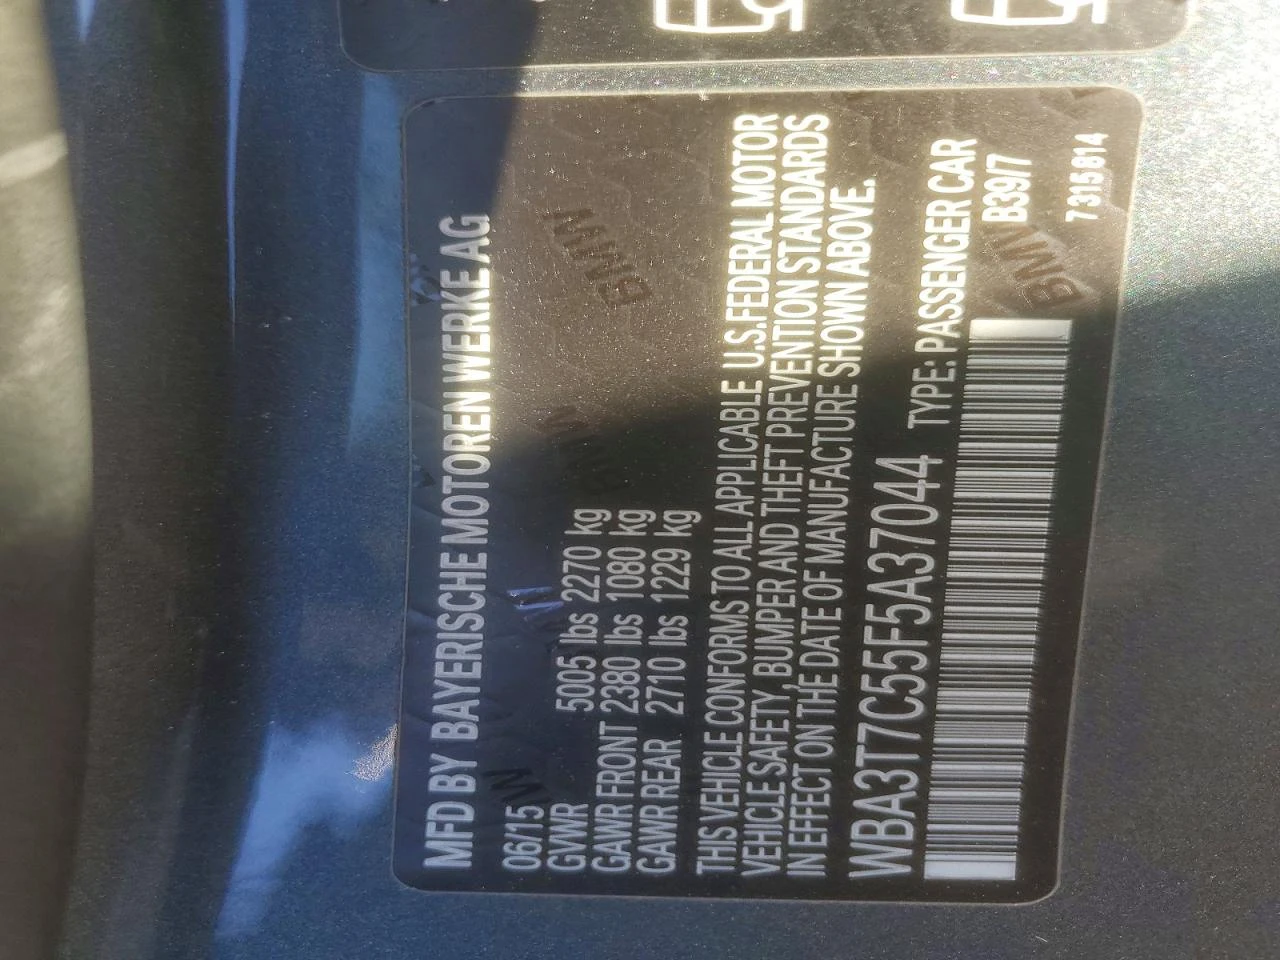 MFD BY BAYERISCHE MOTOREN WERKE AG
06/15
GVWR 5005 lbs 2270 kg
GAWR FRONT 2380 lbs 1080 kg
GAWR REAR 2710 lbs 1229 kg
THIS VEHICLE CONFORMS TO ALL APPLICABLE U.S.FEDERAL MOTOR
VEHICLE SAFETY, BUMPER AND THEFT PREVENTION STANDARDS
IN EFFECT ON THE DATE OF MANUFACTURE SHOWN ABOVE.
WBA3T7C55F5A37044 TYPE: PASSENGER CAR
B39/7
7315814
BMW
BMW